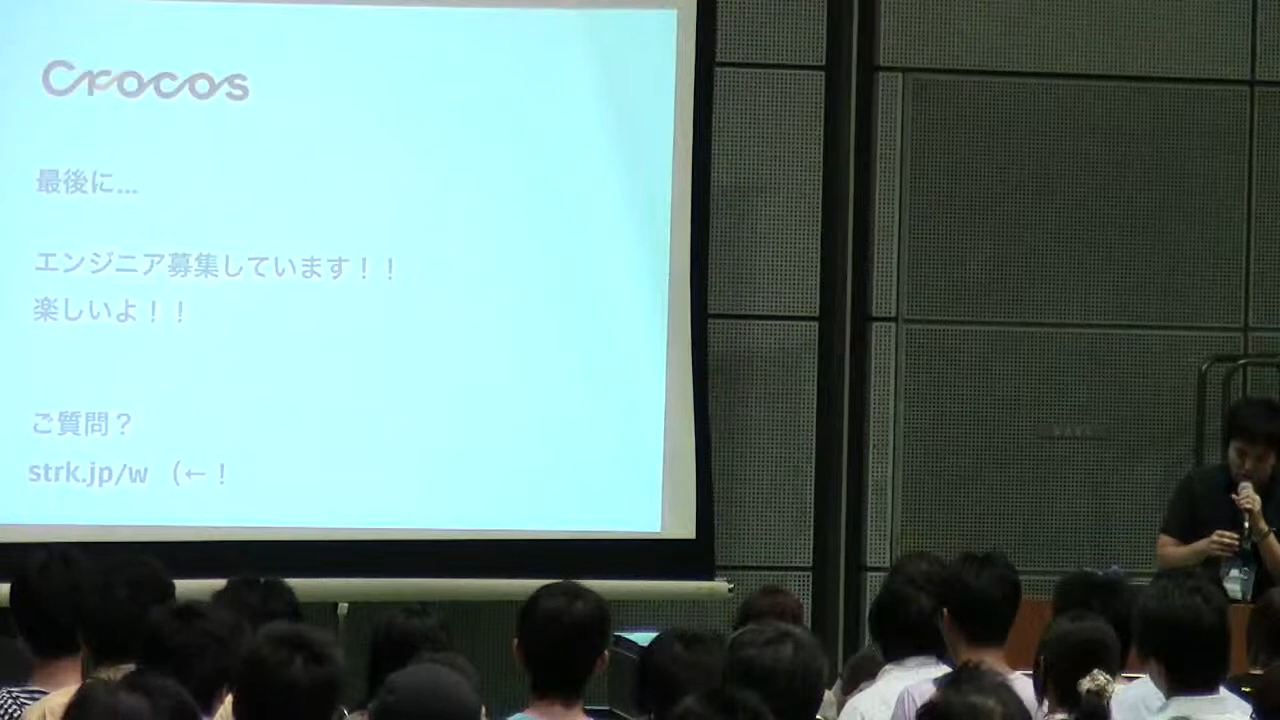 Crocos
最後に...
エンジニア募集しています！！
楽しいよ！！
ご質問？
strk.jp/w （←！